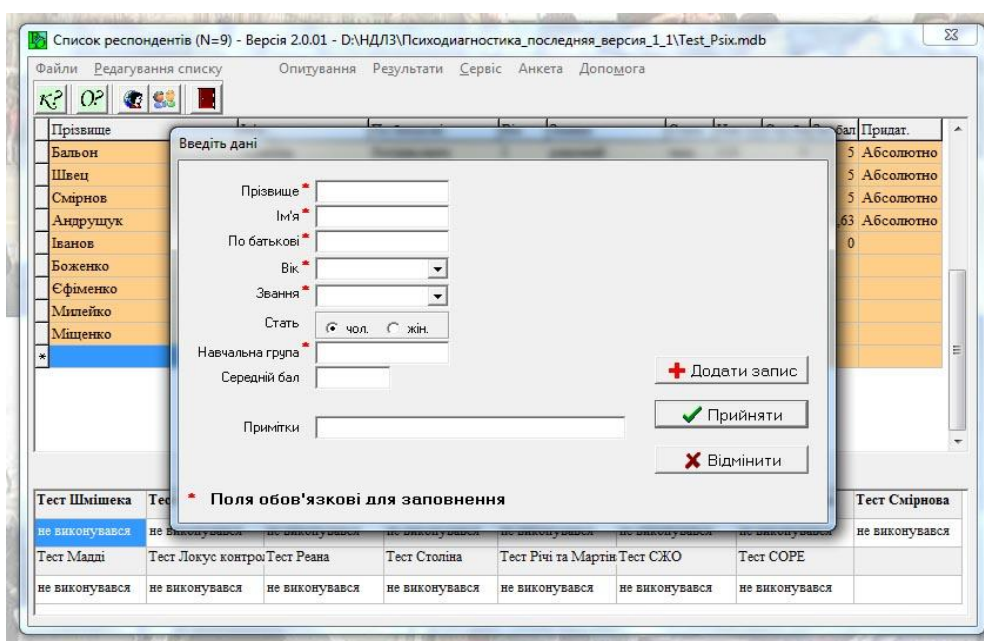 Список респондентів (N=9) - Версія 2.0.01 - D:\НДЛЗ\Психодиагностика_последняя_версия_1_1\Test_Psix.mdb
Файли Редагування списку Опитування Результати Сервіс Анкета Допомога
К? О?
Прізвище бал Придат.
Бальон 5 Абсолютно
Швец 5 Абсолютно
Смірнов 5 Абсолютно
Андрущук ,63 Абсолютно
Іванов 0
Боженко
Єфіменко
Милейко
Міщенко
*
Введіть дані
Прізвище *
Ім'я *
По батькові *
Вік *
Звання *
Стать чол. жін.
Навчальна група *
Середній бал
Примітки
Додати запис
Прийняти
Відмінити
* Поля обов'язкові для заповнення
Тест Шмішека Тес Тест Смірнова
не виконувався не виконувався
Тест Мадді Тест Локус контрол Тест Реана Тест Століна Тест Річі та Мартін Тест СЖО Тест СОРЕ
не виконувався не виконувався не виконувався не виконувався не виконувався не виконувався не виконувався